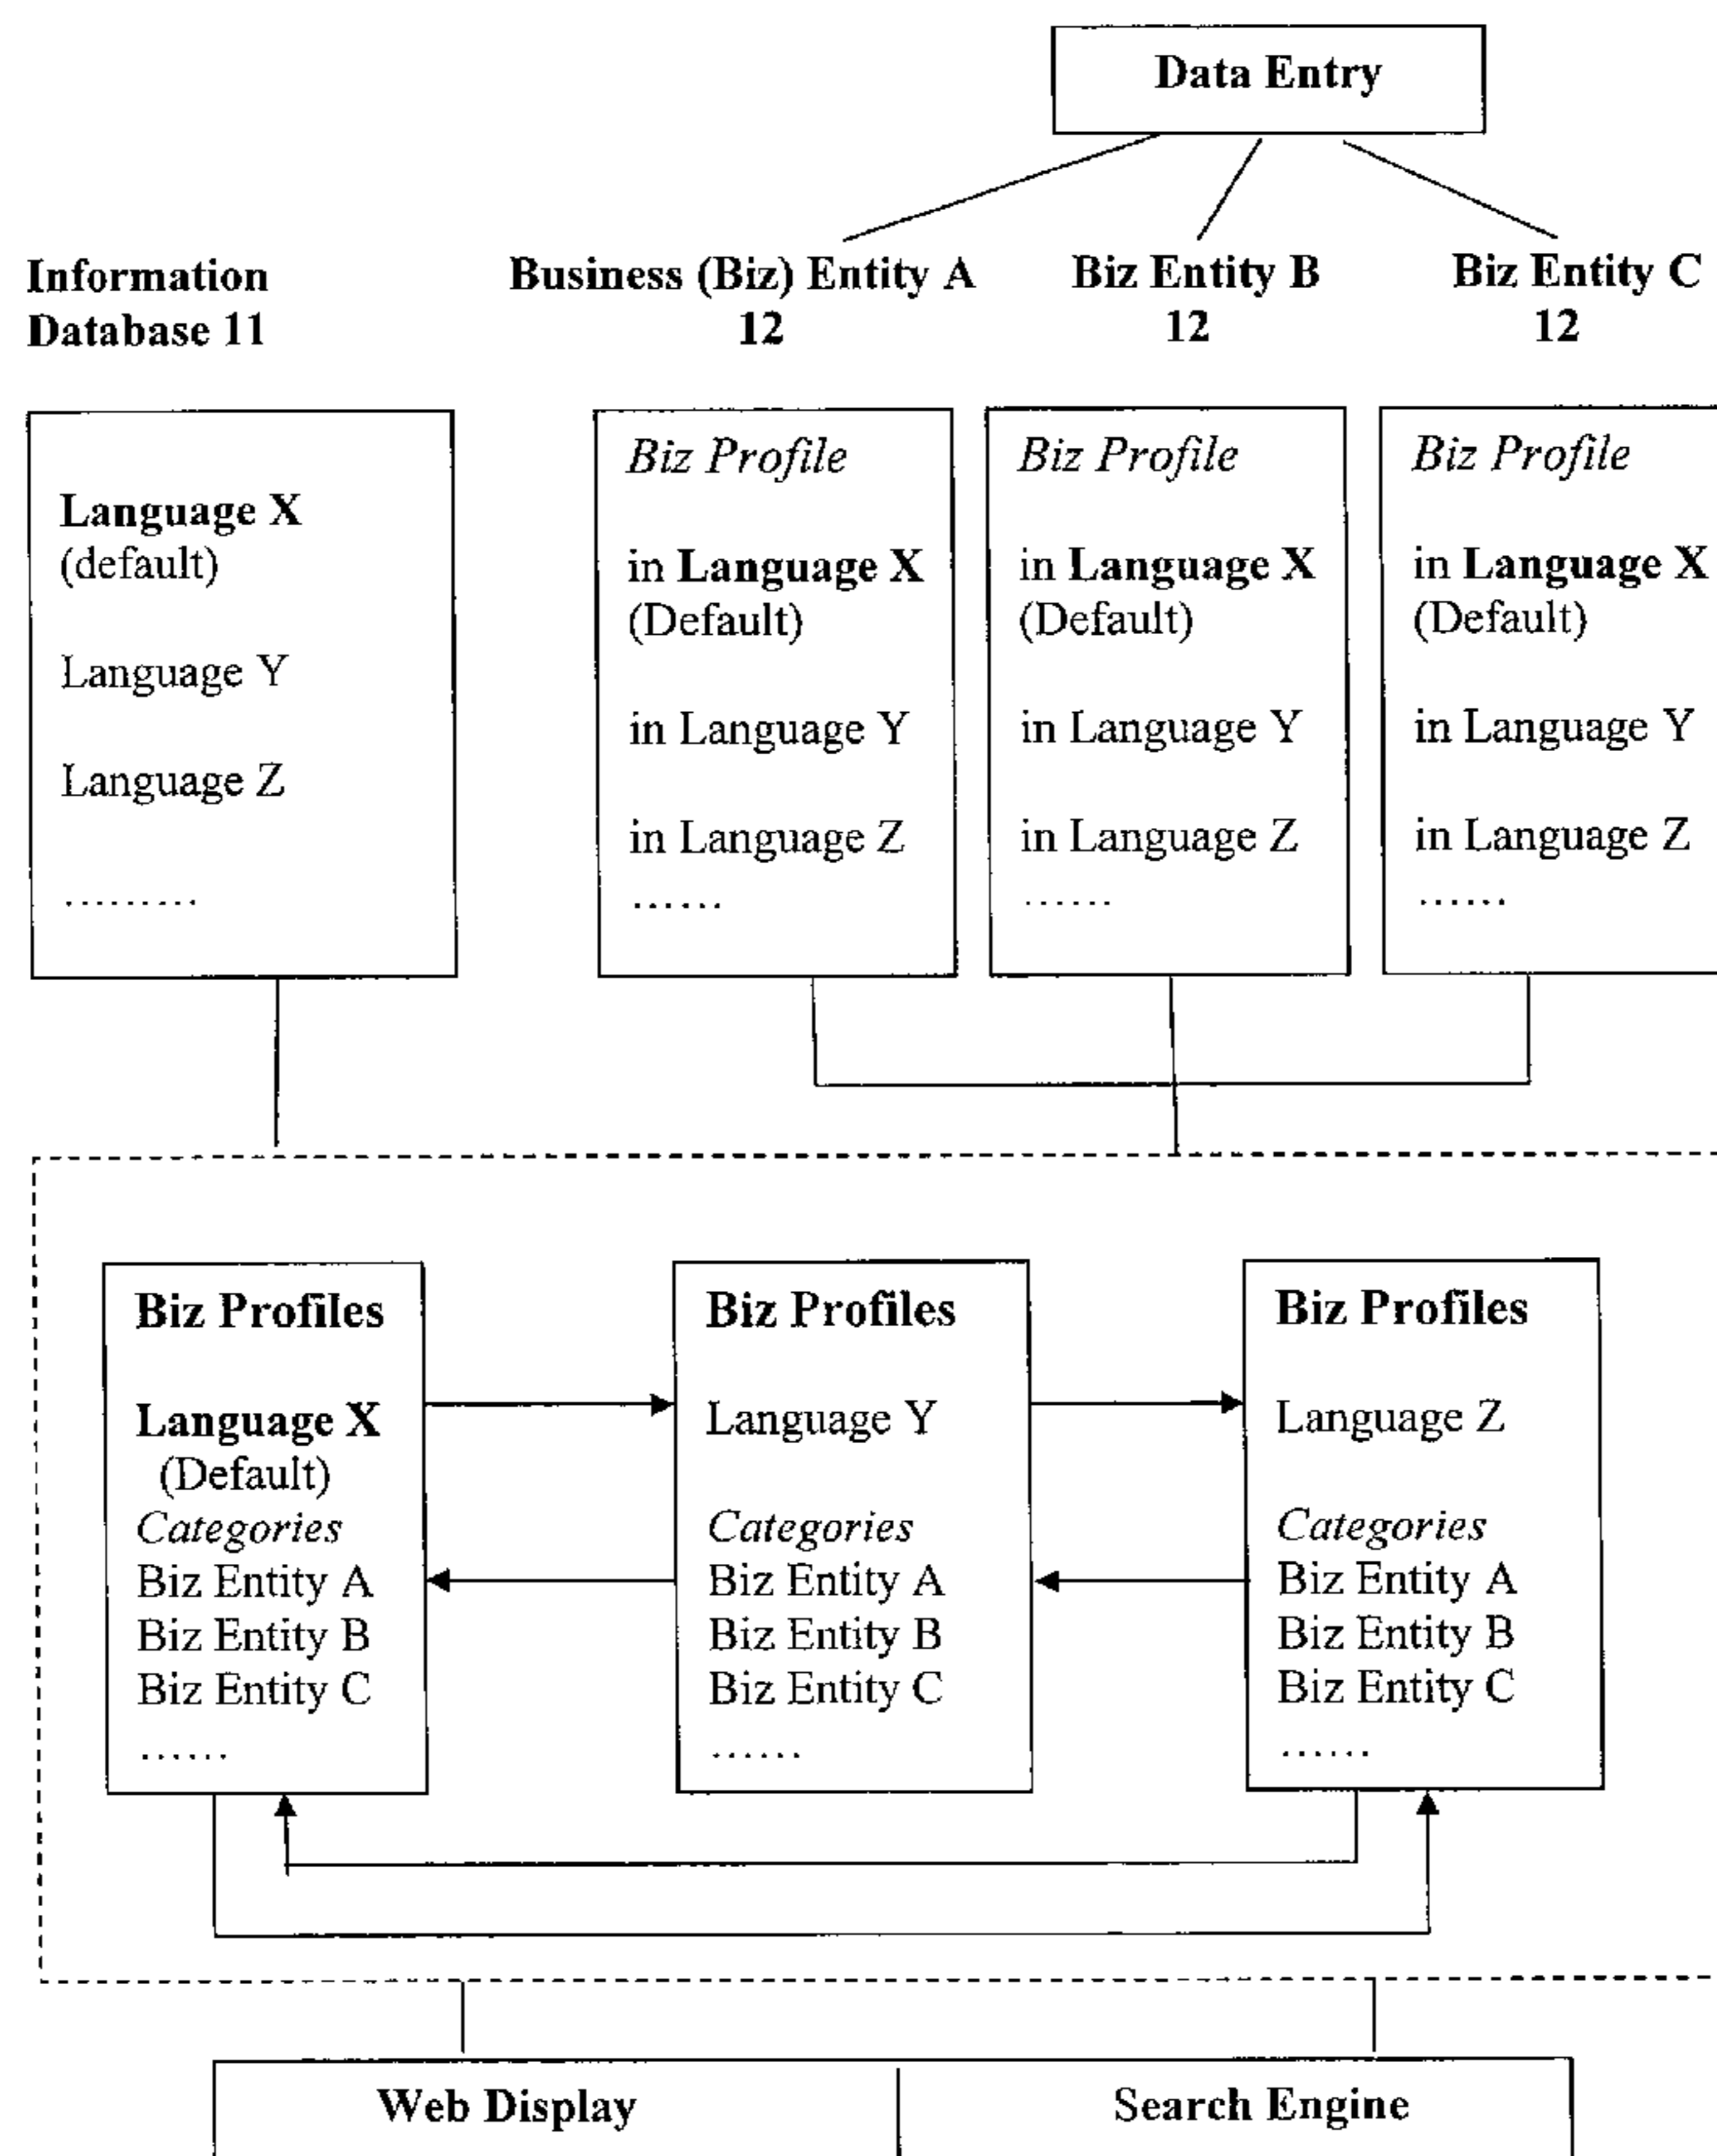 Data Entry
Information
Database 11
Business (Biz) Entity A
12
Biz Entity B
12
Biz Entity C
12
Language X
(default)
Language Y
Language Z
.........
Biz Profile
in Language X
(Default)
in Language Y
in Language Z
......
Biz Profile
in Language X
(Default)
in Language Y
in Language Z
......
Biz Profile
in Language X
(Default)
in Language Y
in Language Z
......
Biz Profiles
Language X
(Default)
Categories
Biz Entity A
Biz Entity B
Biz Entity C
......
Biz Profiles
Language Y
Categories
Biz Entity A
Biz Entity B
Biz Entity C
......
Biz Profiles
Language Z
Categories
Biz Entity A
Biz Entity B
Biz Entity C
......
Web Display
Search Engine